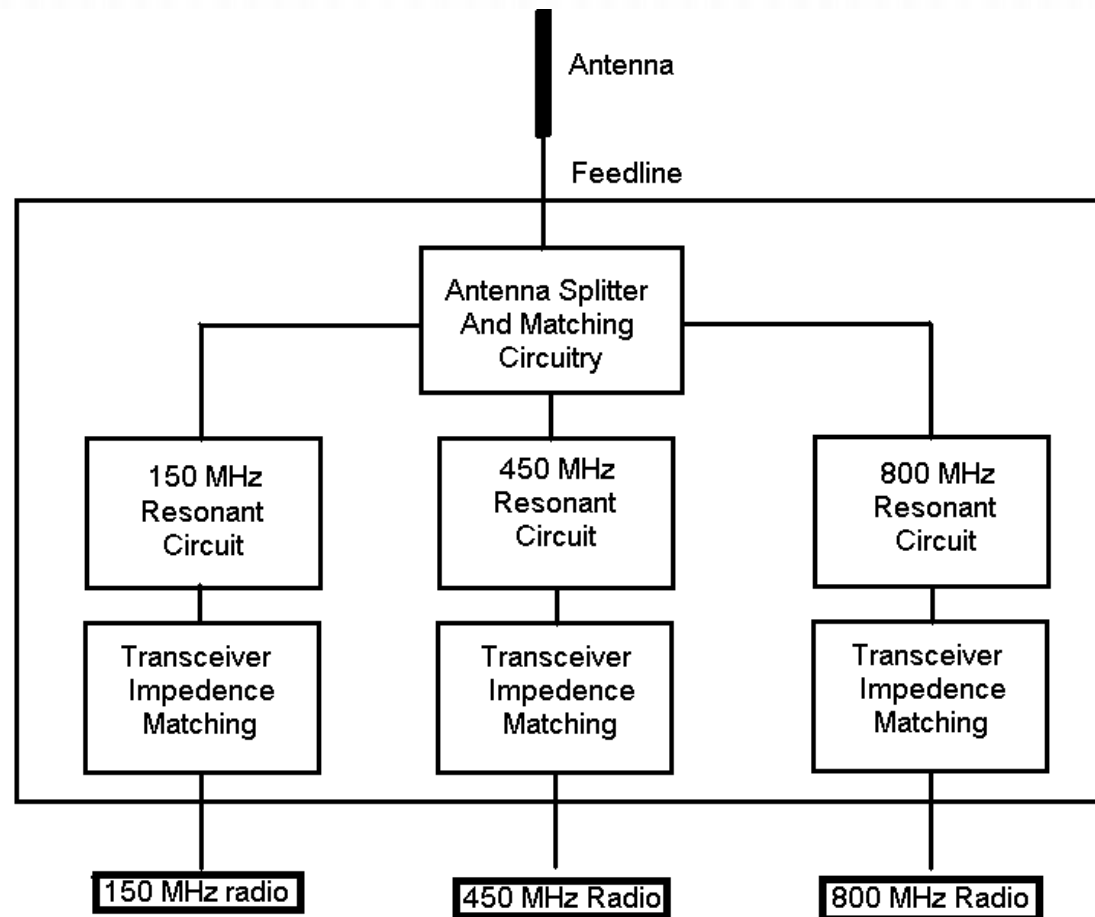 Antenna
Feedline
Antenna Splitter
And Matching
Circuitry
150 MHz
Resonant
Circuit
450 MHz
Resonant
Circuit
800 MHz
Resonant
Circuit
Transceiver
Impedence
Matching
Transceiver
Impedence
Matching
Transceiver
Impedence
Matching
150 MHz radio
450 MHz Radio
800 MHz Radio